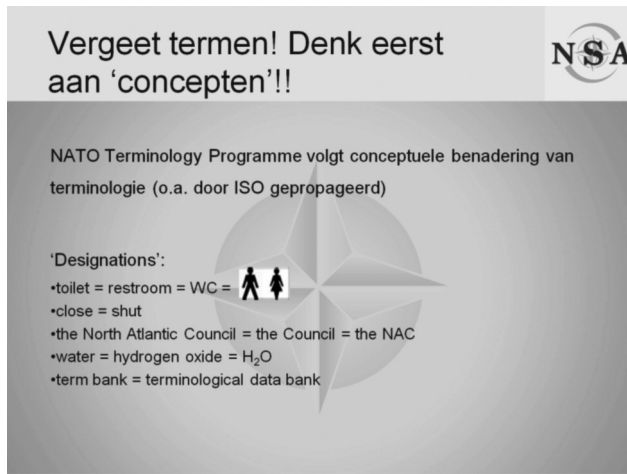 Vergeet termen! Denk eerst
aan ‘concepten’!!
NSA
NATO Terminology Programme volgt conceptuele benadering van
terminologie (o.a. door ISO gepropageerd)
‘Designations’:
•toilet = restroom = WC =
•close = shut
•the North Atlantic Council = the Council = the NAC
•water = hydrogen oxide = H₂O
•term bank = terminological data bank